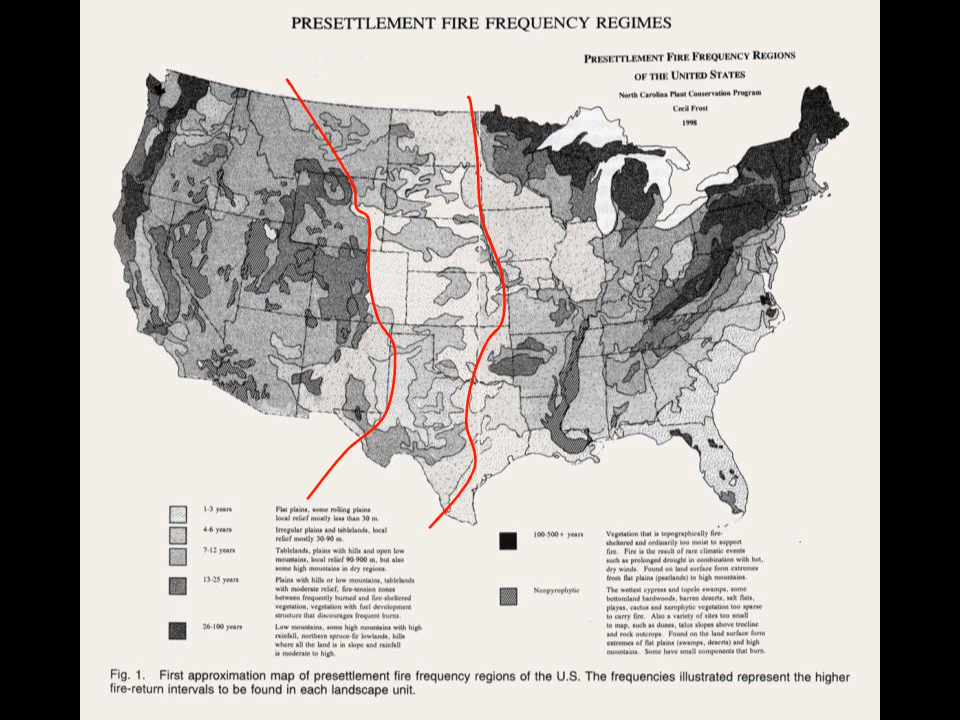 PRESETTLEMENT FIRE FREQUENCY REGIMES
PRESETTLEMENT FIRE FREQUENCY REGIONS
OF THE UNITED STATES
North Carolina Plant Conservation Program
Cecil Frost
1998
1-3 years
Flat plains, some rolling plains
local relief mostly less than 30 m.
4-6 years
Irregular plains and tablelands, local
relief mostly 30-90 m.
7-12 years
Tablelands, plains with hills and open low
mountains, local relief 90-900 m, but also
some high mountains in dry regions.
13-25 years
Plains with hills or low mountains, tablelands
with moderate relief, fire-tension zones
between frequently burned and fire-sheltered
vegetation, vegetation with fuel development
structure that discourages frequent burns.
26-100 years
Low mountains, some high mountains with high
rainfall, northern spruce-fir lowlands, hills
where all the land is in slope and rainfall
is moderate to high.
100-500+ years
Vegetation that is topographically fire-
sheltered and ordinarily too moist to support
fire. Fire is the result of rare climatic events
such as prolonged drought in combination with hot,
dry winds. Found on land surface form extremes
from flat plains (peatlands) to high mountains.
Nonpyrophytic
The wettest cypress and tupelo swamps, some
bottomland hardwoods, barren deserts, salt flats,
playas, cactus and xerophytic vegetation too sparse
to carry fire. Also a variety of sites too small
to map, such as dunes, talus slopes above treeline
and rock outcrops. Found on the land surface form
extremes of flat plains (swamps, deserts) and high
mountains. Some have small components that burn.
Fig. 1. First approximation map of presettlement fire frequency regions of the U.S. The frequencies illustrated represent the higher
fire-return intervals to be found in each landscape unit.